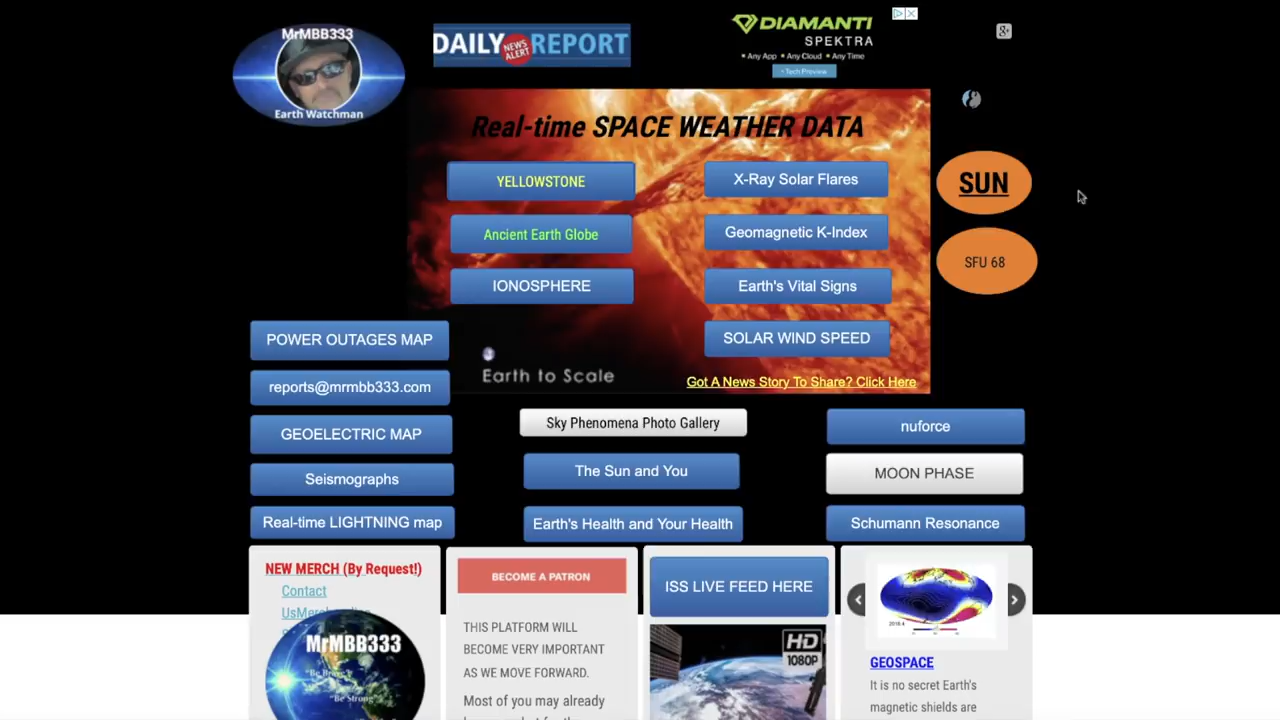 MrMBB333
Earth Watchman
DAILY NEWS ALERT REPORT
DIAMANTI
SPEKTRA
• Any App • Any Cloud • Any Time
Tech Preview
Real-time SPACE WEATHER DATA
YELLOWSTONE
X-Ray Solar Flares
SUN
Ancient Earth Globe
Geomagnetic K-Index
SFU 68
IONOSPHERE
Earth's Vital Signs
SOLAR WIND SPEED
Earth to Scale
Got A News Story To Share? Click Here
POWER OUTAGES MAP
reports@mrmbb333.com
GEOELECTRIC MAP
Seismographs
Real-time LIGHTNING map
Sky Phenomena Photo Gallery
The Sun and You
Earth's Health and Your Health
nuforce
MOON PHASE
Schumann Resonance
NEW MERCH (By Request!)
Contact
MrMBB333
"Be Strong"
BECOME A PATRON
THIS PLATFORM WILL
BECOME VERY IMPORTANT
AS WE MOVE FORWARD.
Most of you may already
ISS LIVE FEED HERE
HD
1080P
GEOSPACE
It is no secret Earth's
magnetic shields are